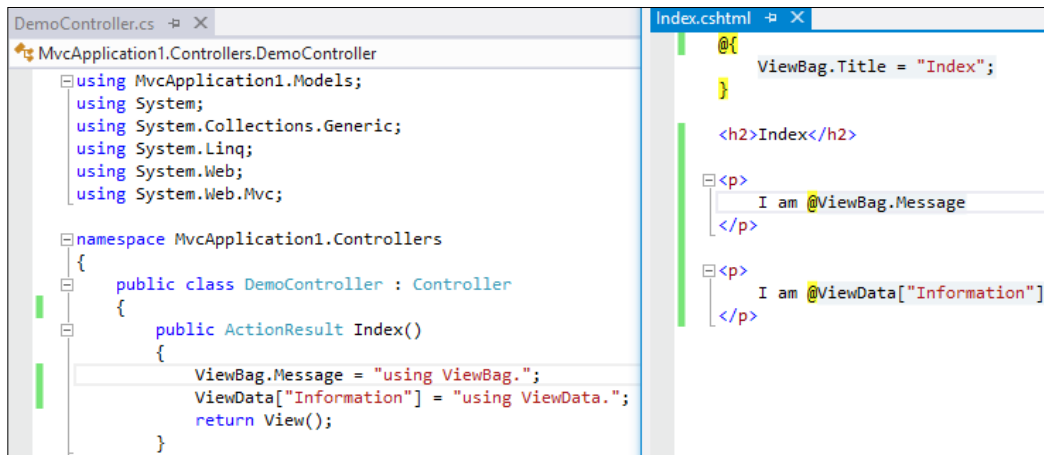 DemoController.cs
MvcApplication1.Controllers.DemoController
using MvcApplication1.Models;
using System;
using System.Collections.Generic;
using System.Linq;
using System.Web;
using System.Web.Mvc;
namespace MvcApplication1.Controllers
{
    public class DemoController : Controller
    {
        public ActionResult Index()
        {
            ViewBag.Message = "using ViewBag.";
            ViewData["Information"] = "using ViewData.";
            return View();
        }
Index.cshtml
@{
    ViewBag.Title = "Index";
}
<h2>Index</h2>
<p>
    I am @ViewBag.Message
</p>
<p>
    I am @ViewData["Information"]
</p>